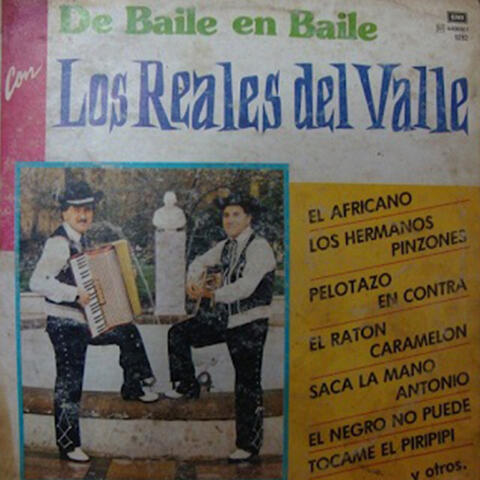 De Baile en Baile
EMI
Con
Los Reales del Valle
EL AFRICANO
LOS HERMANOS
PINZONES
PELOTAZO
EN CONTRA
EL RATON
CARAMELON
SACA LA MANO
ANTONIO
EL NEGRO NO PUEDE
TOCAME EL PIRIPIPI
y otros.